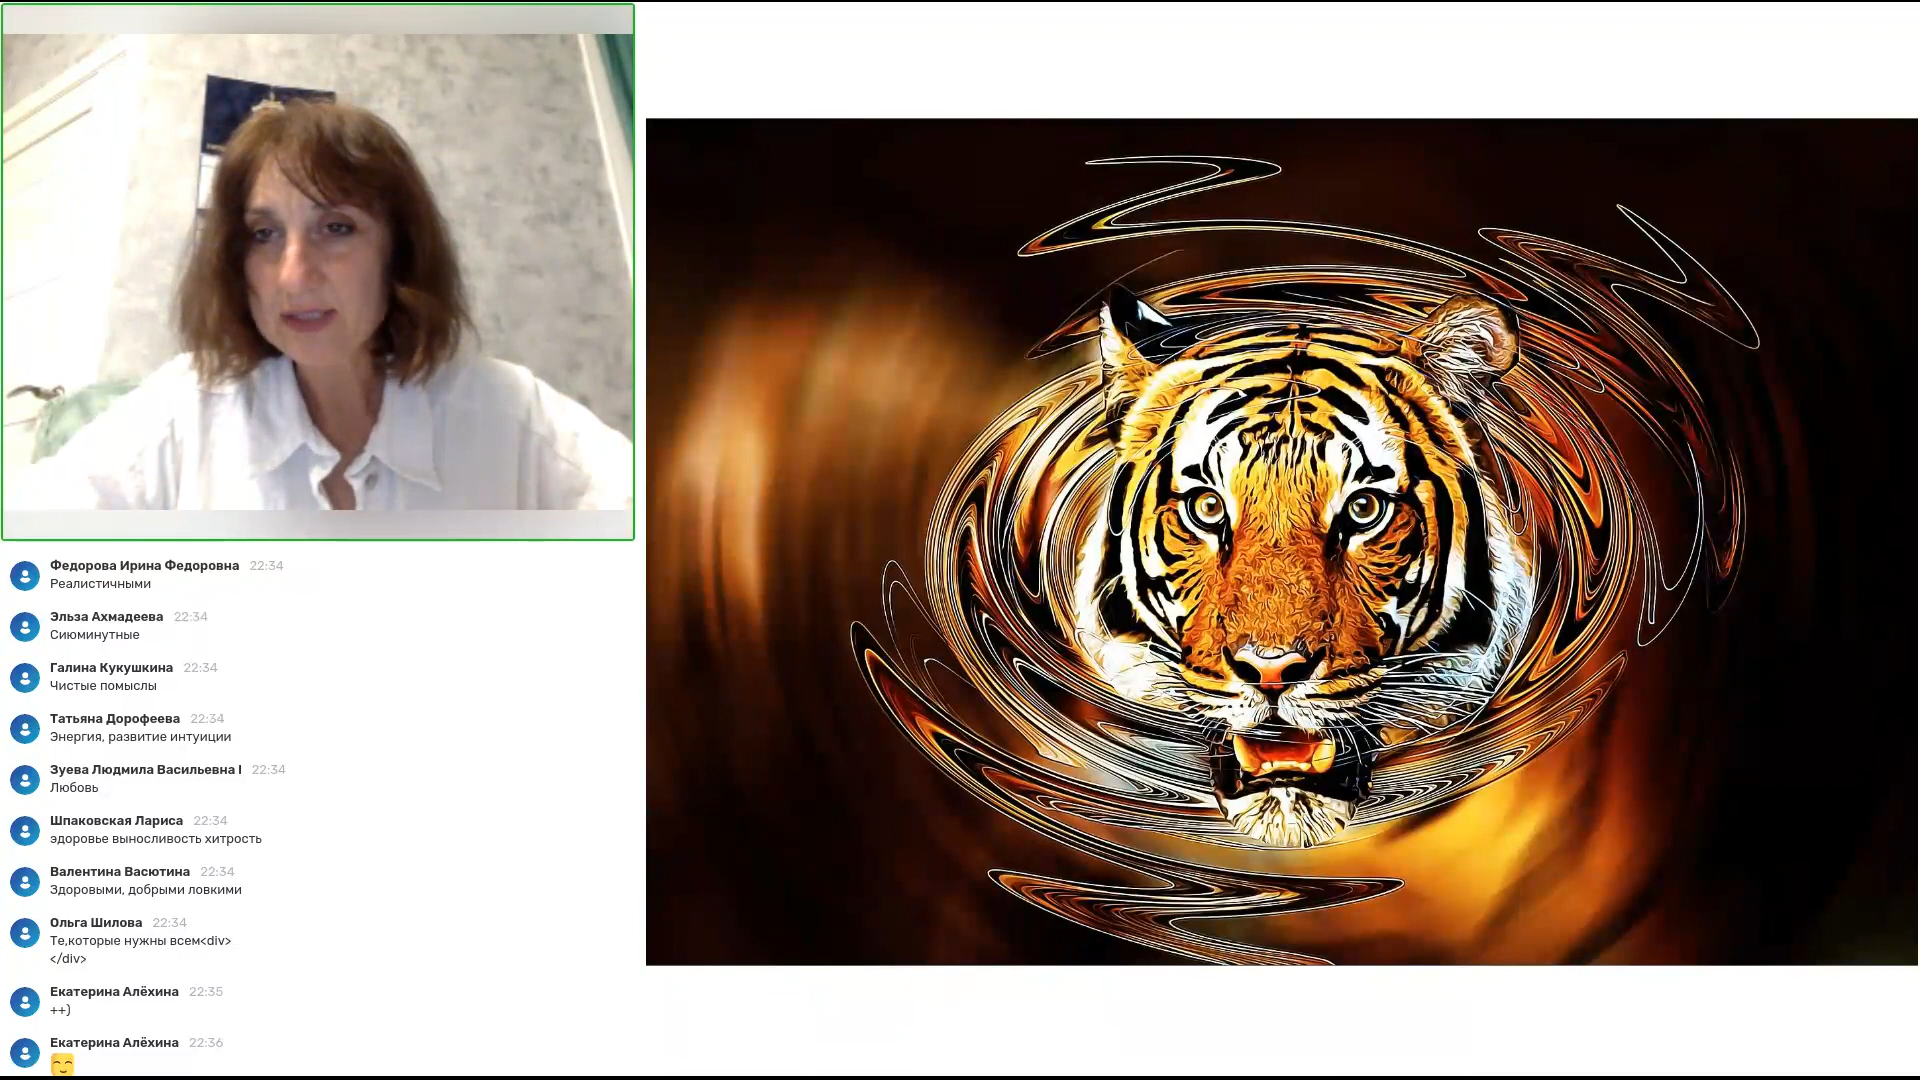 Федорова Ирина Федоровна 22:34
Реалистичными
Эльза Ахмадеева 22:34
Сиюминутные
Галина Кукушкина 22:34
Чистые помыслы
Татьяна Дорофеева 22:34
Энергия, развитие интуиции
Зуева Людмила Васильевна I 22:34
Любовь
Шпаковская Лариса 22:34
здоровье выносливость хитрость
Валентина Васютина 22:34
Здоровыми, добрыми ловкими
Ольга Шилова 22:34
Те,которые нужны всем<div>
</div>
Екатерина Алёхина 22:35
++)
Екатерина Алёхина 22:36